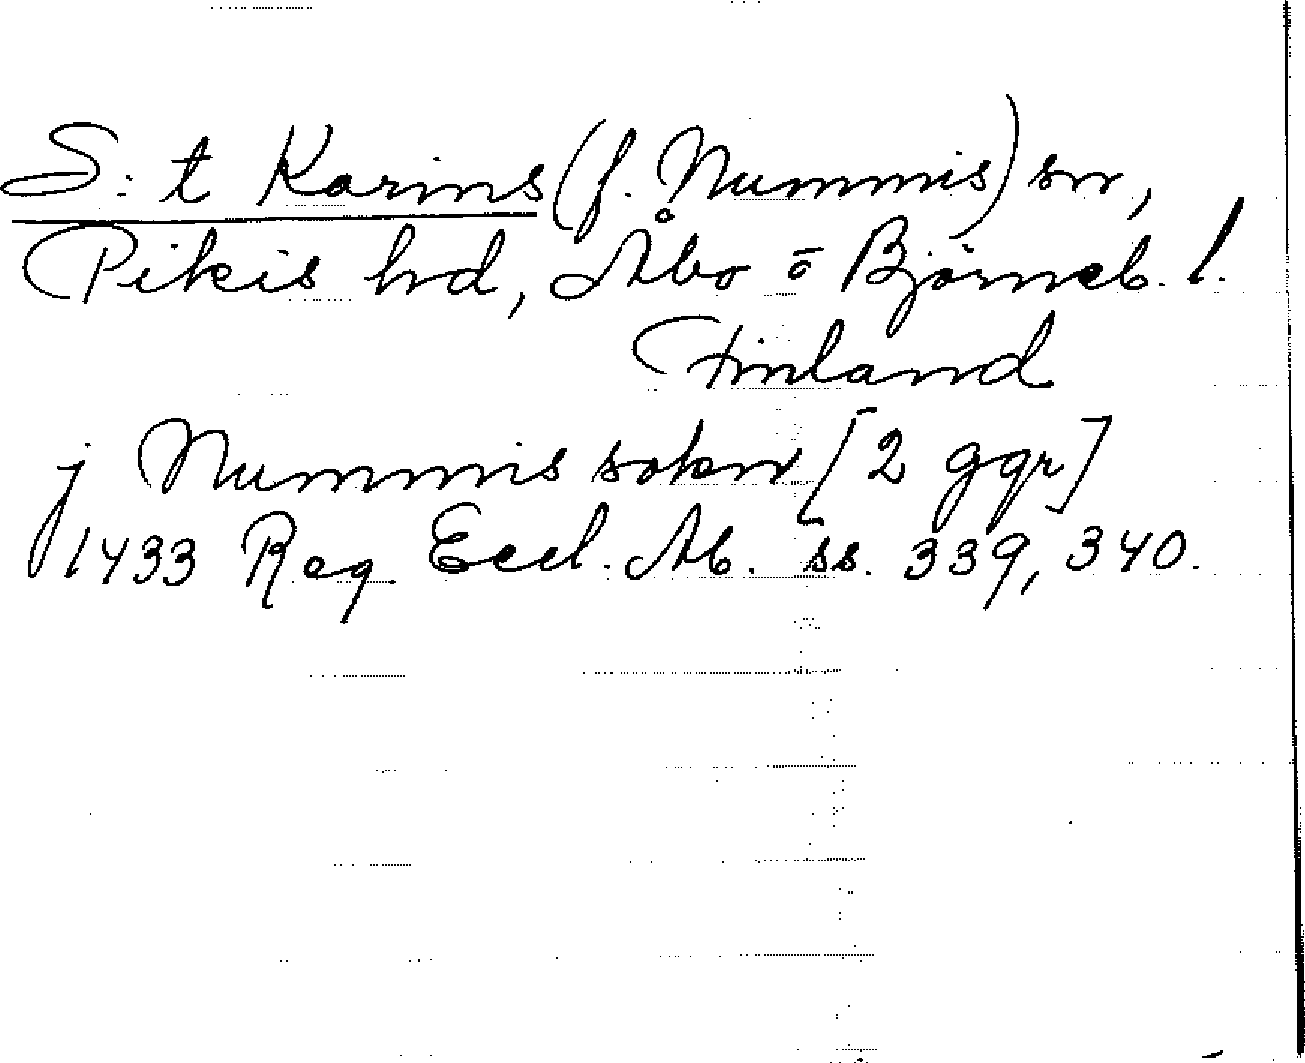 S:t Karins (f. Nummis) sn,
Pikis hd, Åbo o Björneb. l.
Finland
j Nummis sokn [2 ggr]
1433 Reg. Eccl. Ab. ss. 339, 340.